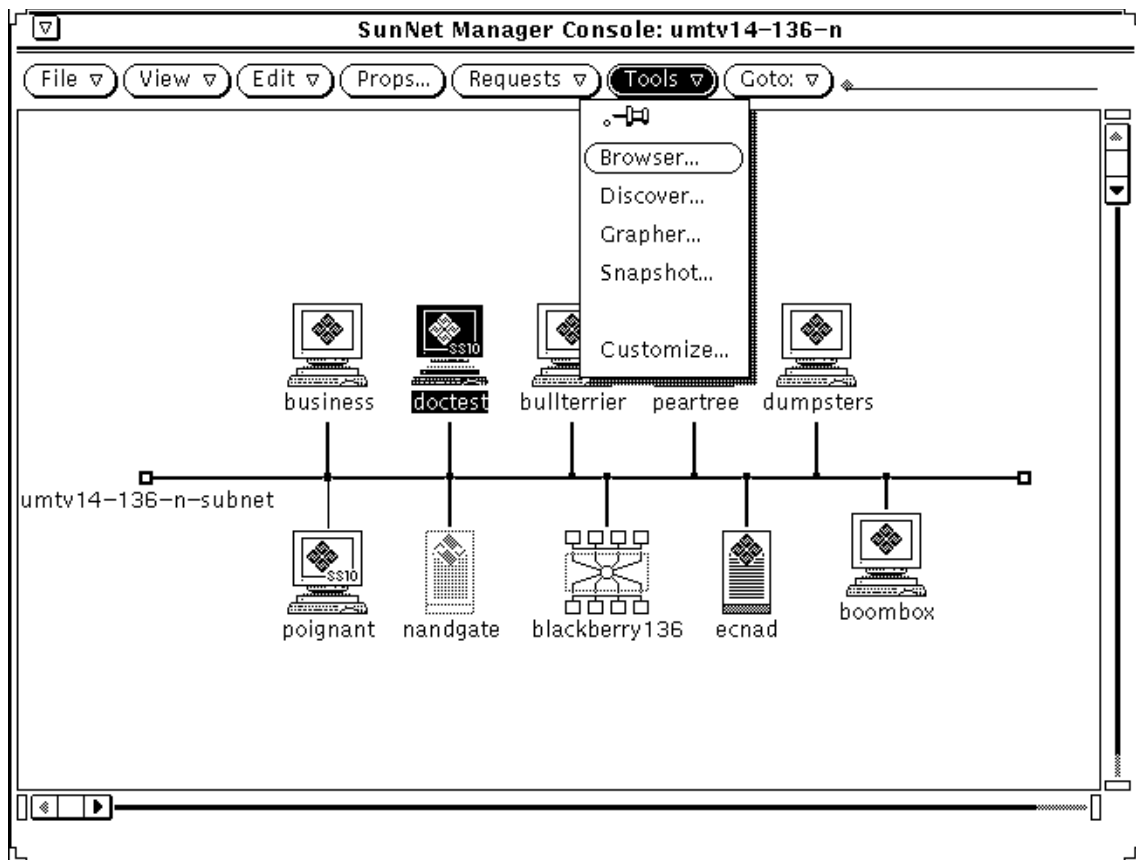 SunNet Manager Console: umtv14-136-n
File View Edit Props... Requests Tools Goto:
Browser...
Discover...
Grapher...
Snapshot...
Customize...
SS10
business doctest bullterrier peartree dumpsters
umtv14-136-n-subnet
SS10
poignant nandgate blackberry136 ecnad boombox